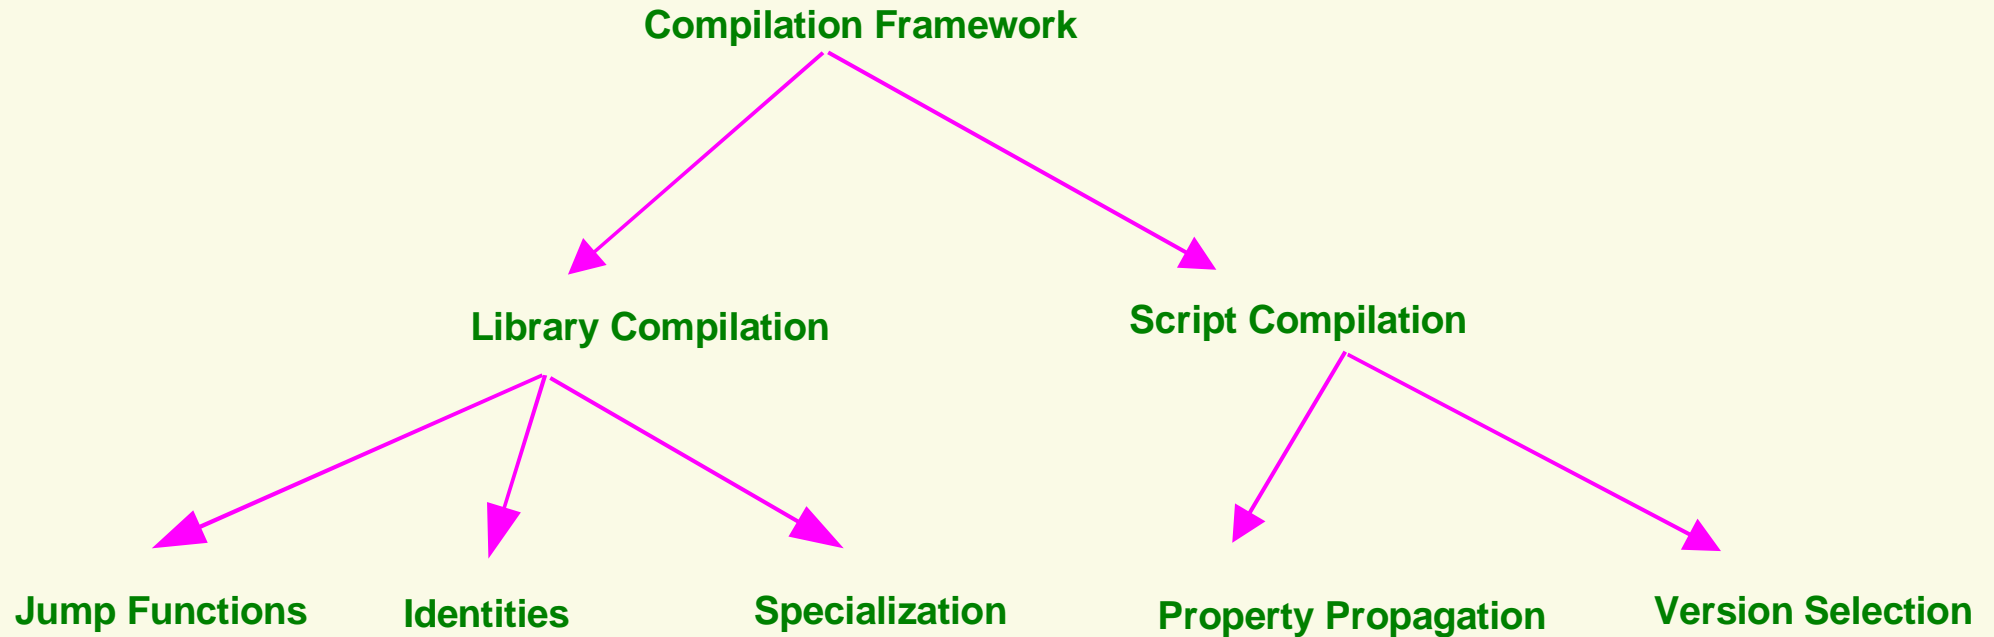 Compilation Framework
Library Compilation
Script Compilation
Jump Functions
Identities
Specialization
Property Propagation
Version Selection